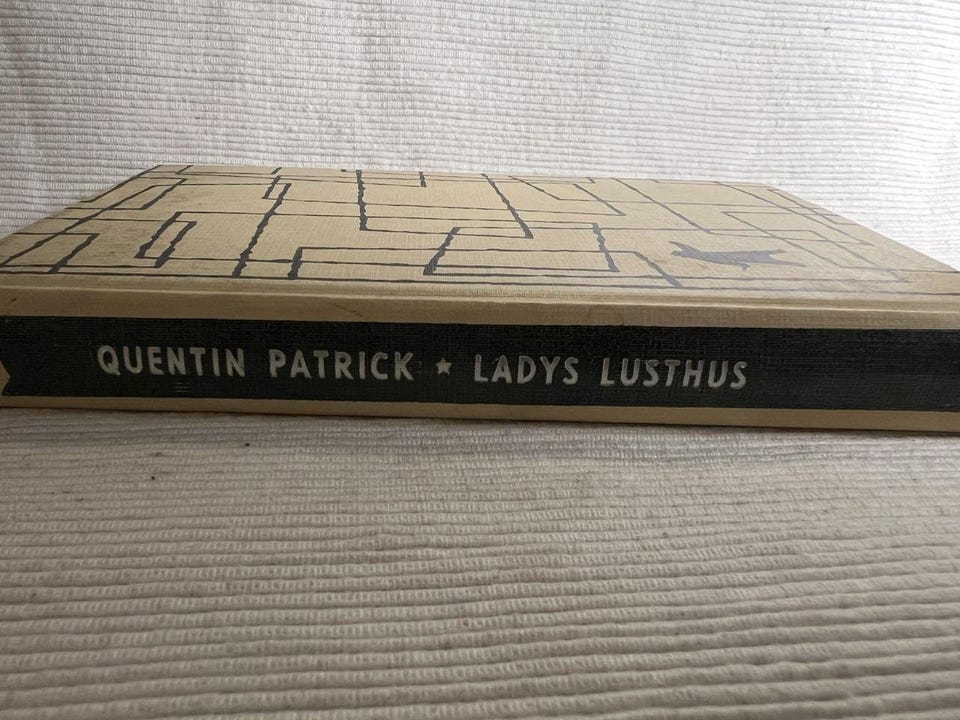 QUENTIN PATRICK ★ LADYS LUSTHUS